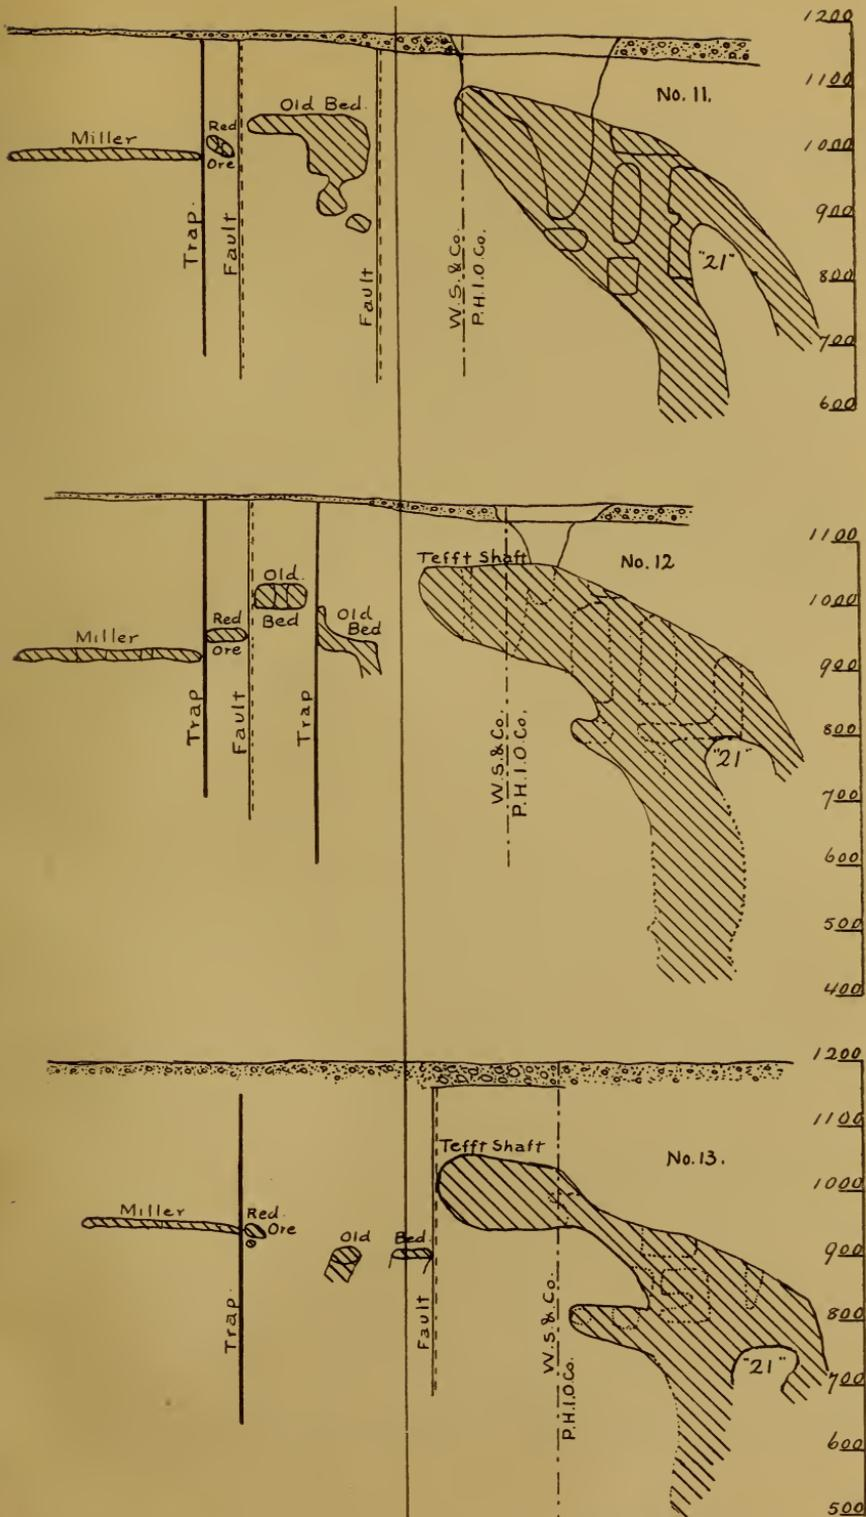 1200
1100
1000
900
800
700
600
No. 11.
Miller
Red
Ore
Old Bed.
Trap.
Fault
Fault
W.S.& Co.
P.H.I.O.Co.
"21"
1100
1000
900
800
700
600
500
400
Tefft Shaft
No. 12
Miller
Red
Ore
Old
Bed
Old
Bed
Trap
Fault
Trap
W.S.& Co.
P.H.I.O.Co.
"21"
1200
1100
1000
900
800
700
600
500
Tefft Shaft
No. 13.
Miller
Red
Ore
Old
Bed.
Trap.
Fault
W.S.& Co.
P.H.I.O.Co.
"21"